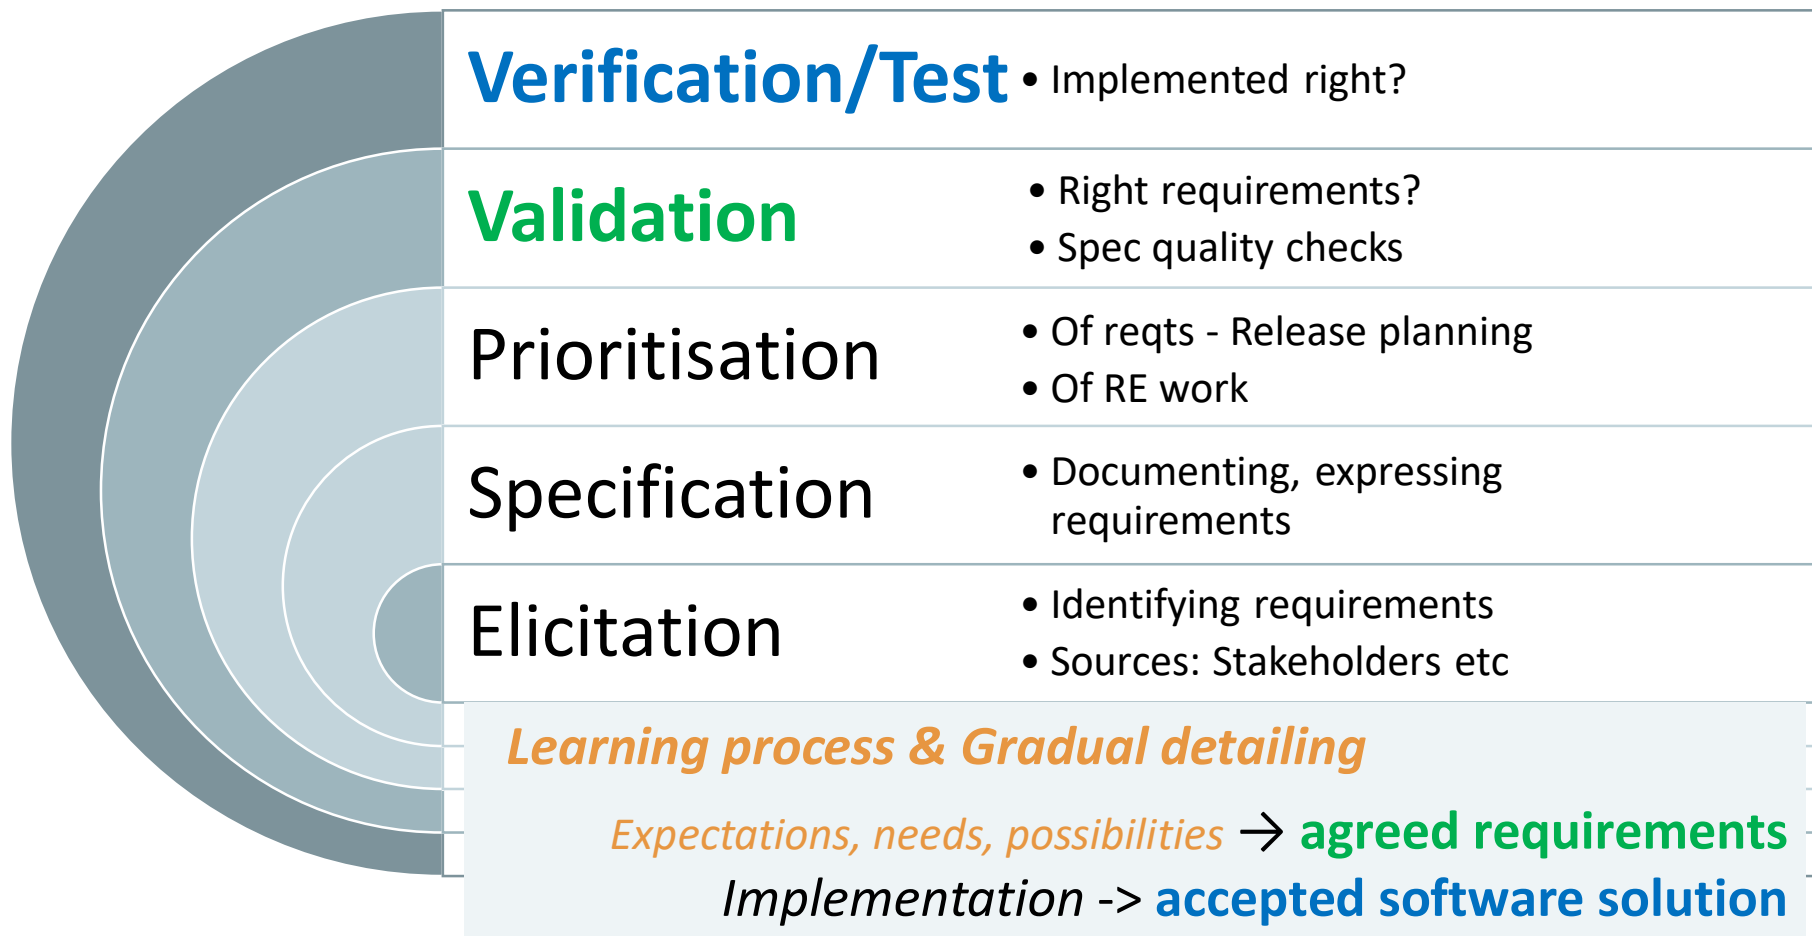 Verification/Test
• Implemented right?
Validation
• Right requirements?
• Spec quality checks
Prioritisation
• Of reqts - Release planning
• Of RE work
Specification
• Documenting, expressing
requirements
Elicitation
• Identifying requirements
• Sources: Stakeholders etc
Learning process & Gradual detailing
Expectations, needs, possibilities → agreed requirements
Implementation -> accepted software solution